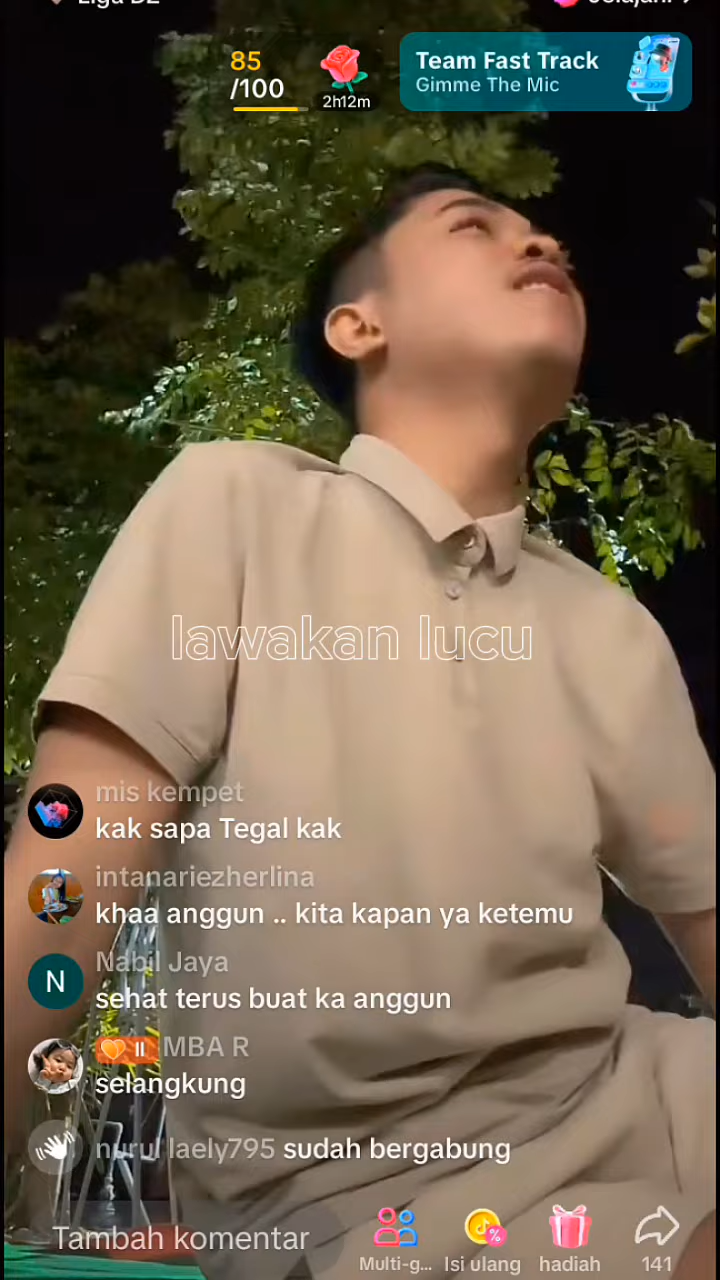 85
/100
2h12m
Team Fast Track
Gimme The Mic
lawakan lucu
mis kempet
kak sapa Tegal kak
intanariezherlina
khaa anggun .. kita kapan ya ketemu
N
Nabil Jaya
sehat terus buat ka anggun
II MBA R
selangkung
nurul laely795 sudah bergabung
Tambah komentar
Multi-g...
Isi ulang
hadiah
141